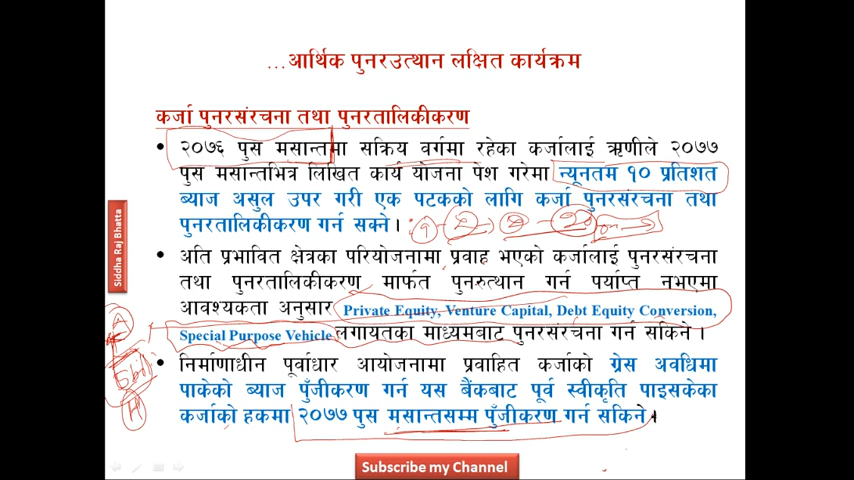 ...आर्थिक पुनरउत्थान लक्षित कार्यक्रम
कर्जा पुनरसंरचना तथा पुनरतालिकीकरण
• २०७६ पुस मसान्तमा सक्रिय वर्गमा रहेका कर्जालाई ऋणीले २०७७
पुस मसान्तभित्र लिखित कार्य योजना पेश गरेमा न्यूनतम १० प्रतिशत
ब्याज असुल उपर गरी एक पटकको लागि कर्जा पुनरसंरचना तथा
पुनरतालिकीकरण गर्न सक्ने।
• अति प्रभावित क्षेत्रका परियोजनामा प्रवाह भएको कर्जालाई पुनरसंरचना
तथा पुनरतालिकीकरण मार्फत पुनरुत्थान गर्न पर्याप्त नभएमा
आवश्यकता अनुसार Private Equity, Venture Capital, Debt Equity Conversion,
Special Purpose Vehicle लगायतका माध्यमबाट पुनरसंरचना गर्न सकिने।
• निर्माणाधीन पूर्वाधार आयोजनामा प्रवाहित कर्जाको ग्रेस अवधिमा
पाकेको ब्याज पुँजीकरण गर्न यस बैंकबाट पूर्व स्वीकृति पाइसकेका
कर्जाको हकमा २०७७ पुस मसान्तसम्म पुँजीकरण गर्न सकिने।
Siddha Raj Bhatta
Subscribe my Channel